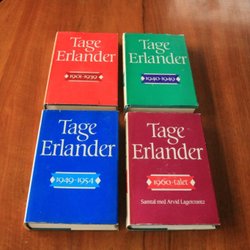 Tage
Erlander
1901-1939
Tage
Erlander
1940-1949
Tage
Erlander
1949-1954
Tage
Erlander
1960-talet
Samtal med Arvid Lagercrantz